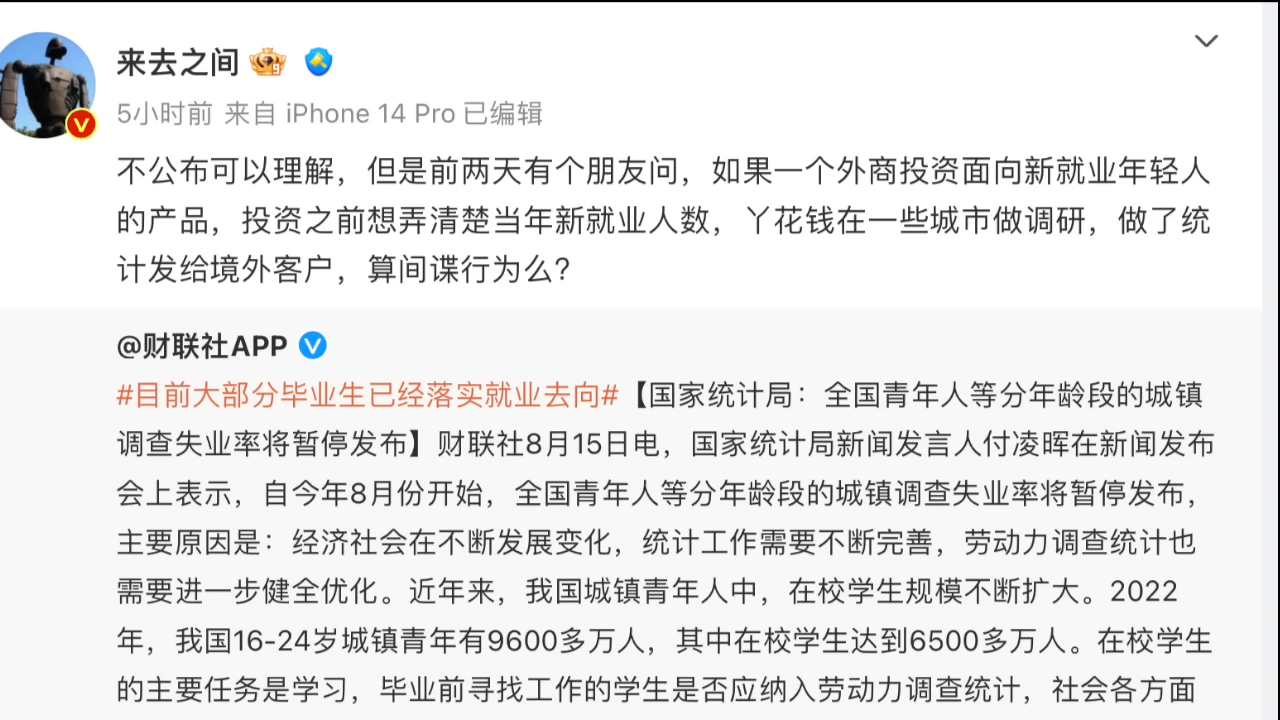 来去之间
5小时前 来自 iPhone 14 Pro 已编辑
不公布可以理解，但是前两天有个朋友问，如果一个外商投资面向新就业年轻人
的产品，投资之前想弄清楚当年新就业人数，丫花钱在一些城市做调研，做了统
计发给境外客户，算间谍行为么？
@财联社APP
#目前大部分毕业生已经落实就业去向#【国家统计局：全国青年人等分年龄段的城镇
调查失业率将暂停发布】财联社8月15日电，国家统计局新闻发言人付凌晖在新闻发布
会上表示，自今年8月份开始，全国青年人等分年龄段的城镇调查失业率将暂停发布，
主要原因是：经济社会在不断发展变化，统计工作需要不断完善，劳动力调查统计也
需要进一步健全优化。近年来，我国城镇青年人中，在校学生规模不断扩大。2022
年，我国16-24岁城镇青年有9600多万人，其中在校学生达到6500多万人。在校学生
的主要任务是学习，毕业前寻找工作的学生是否应纳入劳动力调查统计，社会各方面